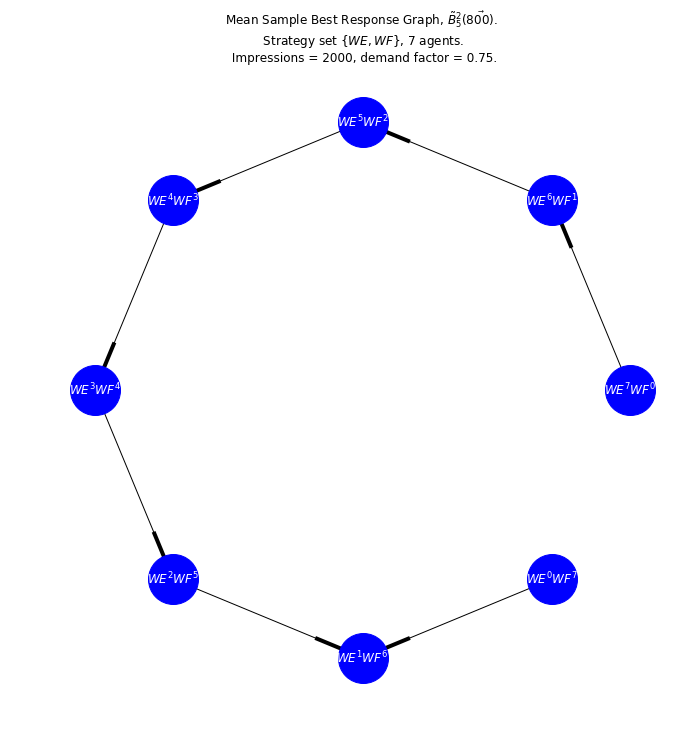 Mean Sample Best Response Graph, $\tilde{B}_5^2(\vec{800})$.
Strategy set $\{WE, WF\}$, 7 agents.
Impressions = 2000, demand factor = 0.75.
$WE^5WF^2$
$WE^4WF^3$
$WE^6WF^1$
$WE^3WF^4$
$WE^7WF^0$
$WE^2WF^5$
$WE^0WF^7$
$WE^1WF^6$